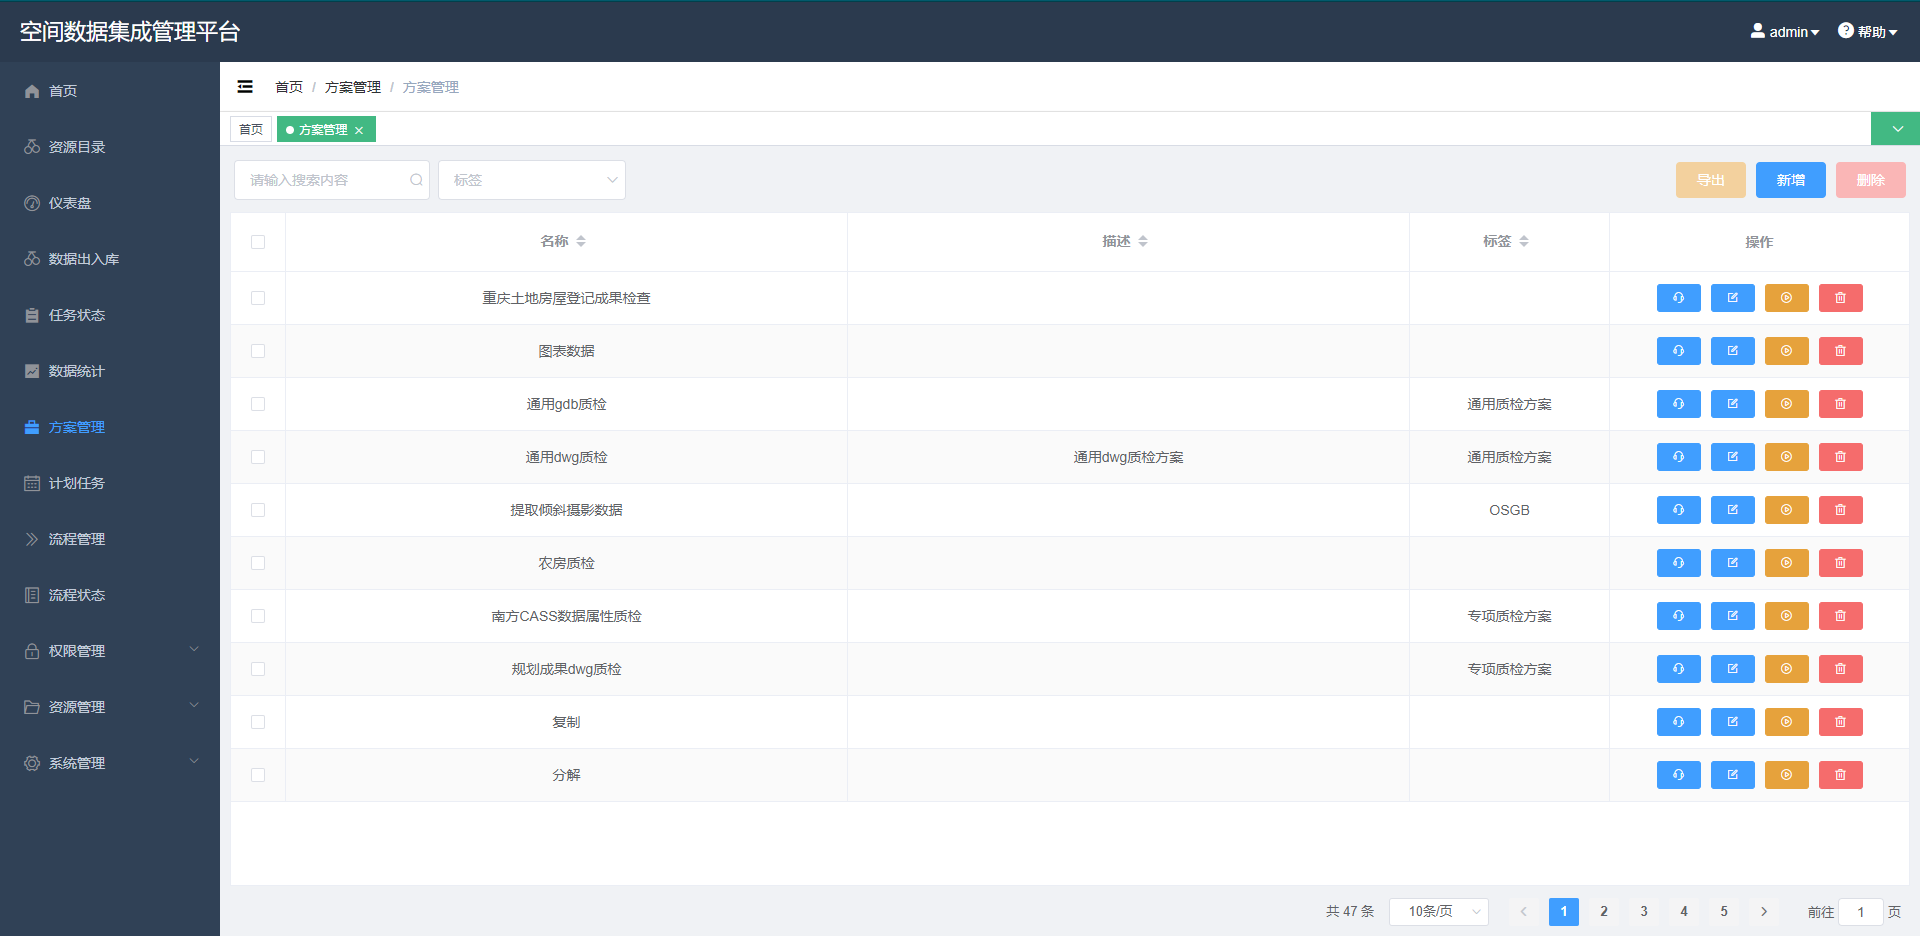 空间数据集成管理平台
admin
帮助
首页
资源目录
仪表盘
数据出入库
任务状态
数据统计
方案管理
计划任务
流程管理
流程状态
权限管理
资源管理
系统管理
首页 / 方案管理 / 方案管理
首页
方案管理
请输入搜索内容
标签
导出
新增
删除
名称 描述 标签 操作
重庆土地房屋登记成果检查
图表数据
通用gdb质检 通用质检方案
通用dwg质检 通用dwg质检方案 通用质检方案
提取倾斜摄影数据 OSGB
农房质检
南方CASS数据属性质检 专项质检方案
规划成果dwg质检 专项质检方案
复制
分解
共 47 条 10条/页 1 2 3 4 5 前往 1 页